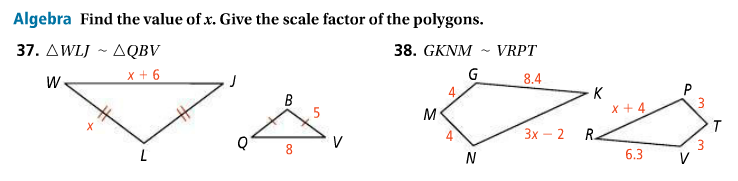 Algebra Find the value of x. Give the scale factor of the polygons.
37. △WLJ ~ △QBV
38. GKNM ~ VRPT
W
x + 6
J
x
L
B
5
Q
8
V
G
8.4
K
4
M
4
3x − 2
N
P
3
x + 4
T
R
3
6.3
V